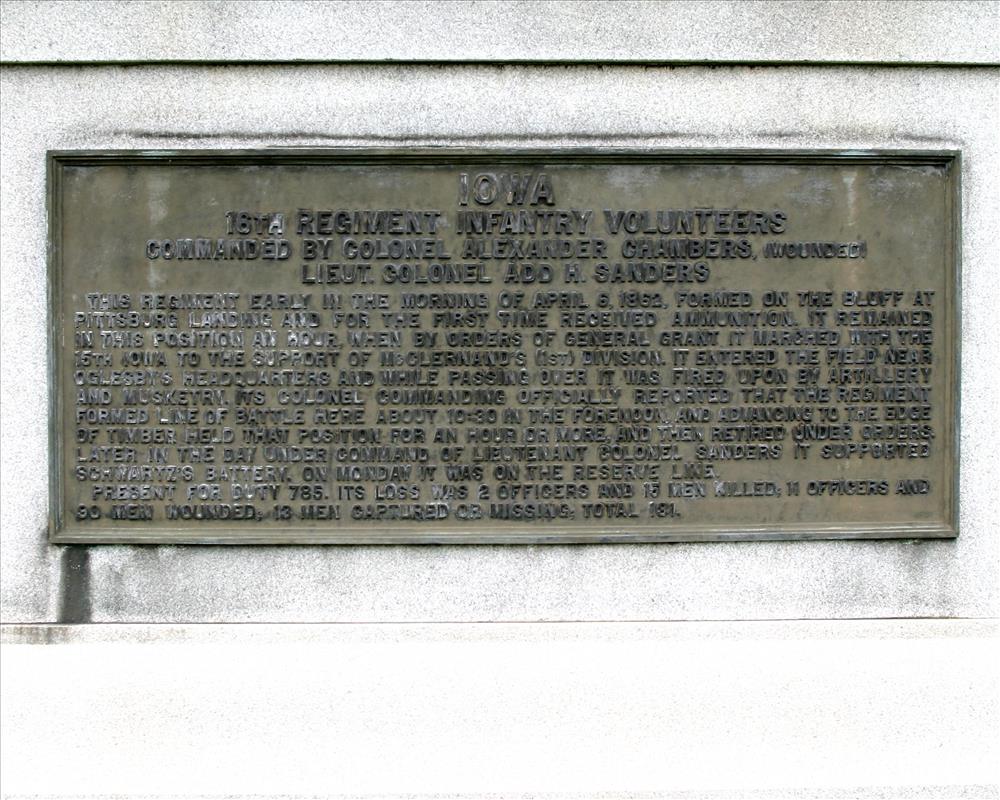 IOWA
16TH REGIMENT INFANTRY VOLUNTEERS
COMMANDED BY COLONEL ALEXANDER CHAMBERS, (WOUNDED)
LIEUT. COLONEL ADD H. SANDERS
THIS REGIMENT EARLY IN THE MORNING OF APRIL 6, 1862, FORMED ON THE BLUFF AT
PITTSBURG LANDING AND FOR THE FIRST TIME RECEIVED AMMUNITION. IT REMAINED
IN THIS POSITION AN HOUR, WHEN BY ORDERS OF GENERAL GRANT IT MARCHED WITH THE
15TH IOWA TO THE SUPPORT OF MCCLERNAND'S (1ST) DIVISION. IT ENTERED THE FIELD NEAR
OGLESBY'S HEADQUARTERS AND WHILE PASSING OVER IT WAS FIRED UPON BY ARTILLERY
AND MUSKETRY. ITS COLONEL COMMANDING OFFICIALLY REPORTED THAT THE REGIMENT
FORMED LINE OF BATTLE HERE ABOUT 10:30 IN THE FORENOON, AND ADVANCING TO THE EDGE
OF TIMBER HELD THAT POSITION FOR AN HOUR OR MORE, AND THEN RETIRED UNDER ORDERS.
LATER IN THE DAY UNDER COMMAND OF LIEUTENANT COLONEL SANDERS IT SUPPORTED
SCHWARTZ'S BATTERY. ON MONDAY IT WAS ON THE RESERVE LINE.
PRESENT FOR DUTY 785. ITS LOSS WAS 2 OFFICERS AND 15 MEN KILLED; 11 OFFICERS AND
90 MEN WOUNDED; 13 MEN CAPTURED OR MISSING; TOTAL 131.